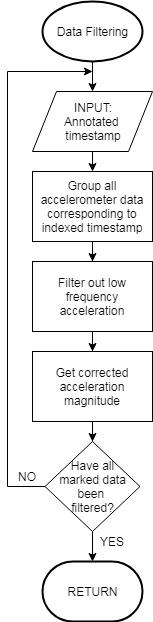 Data Filtering
INPUT:
Annotated
timestamp
Group all
accelerometer data
corresponding to
indexed timestamp
Filter out low
frequency
acceleration
Get corrected
acceleration
magnitude
Have all
marked data
been
filtered?
NO
YES
RETURN